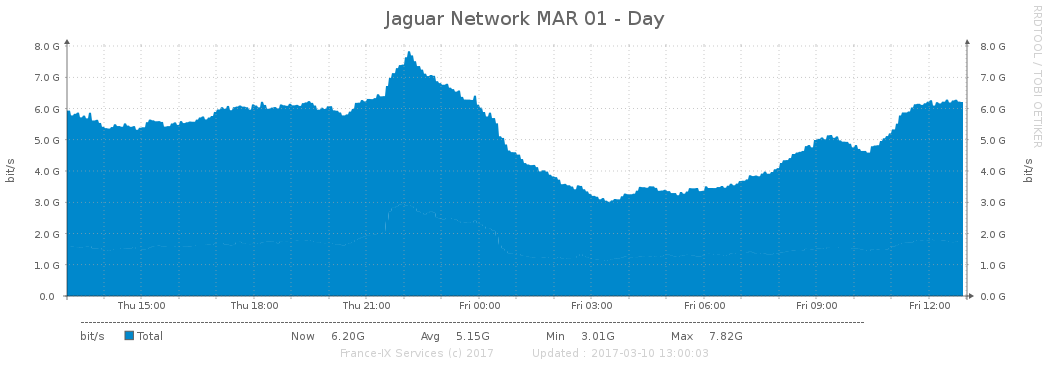 Jaguar Network MAR 01 - Day
RRDTOOL / TOBI OETIKER
8.0 G 8.0 G
7.0 G 7.0 G
6.0 G 6.0 G
5.0 G 5.0 G
4.0 G 4.0 G
3.0 G 3.0 G
2.0 G 2.0 G
1.0 G 1.0 G
0.0 0.0 G
bit/s
bit/s
Thu 15:00 Thu 18:00 Thu 21:00 Fri 00:00 Fri 03:00 Fri 06:00 Fri 09:00 Fri 12:00
bit/s Total Now 6.20G Avg 5.15G Min 3.01G Max 7.82G
France-IX Services (c) 2017 Updated : 2017-03-10 13:00:03